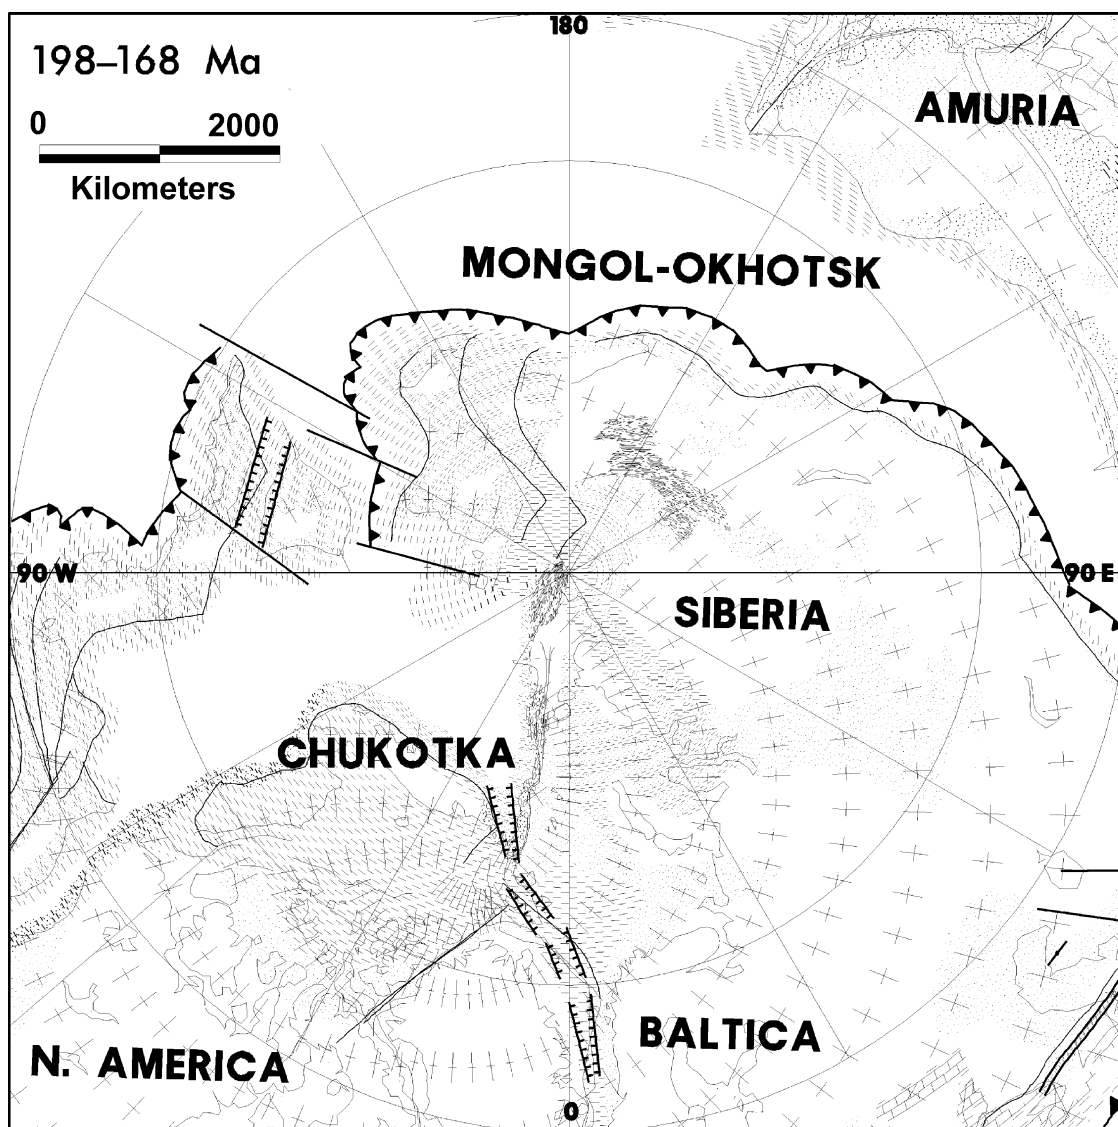 180
198–168 Ma
AMURIA
0 2000
Kilometers
MONGOL-OKHOTSK
90 W
90 E
SIBERIA
CHUKOTKA
BALTICA
N. AMERICA
0